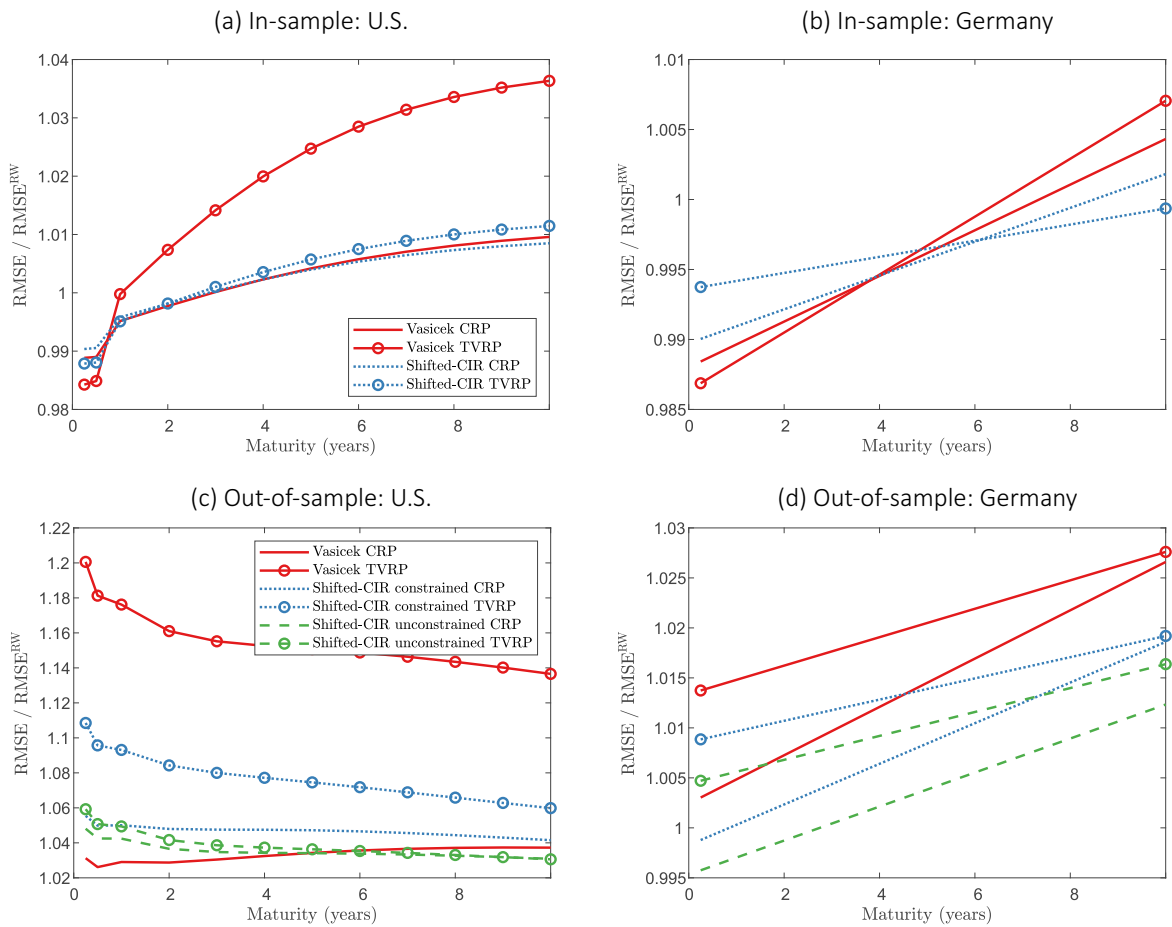 (a) In-sample: U.S.
1.04
1.03
1.02
1.01
1
0.99
0.98
RMSE / RMSE^RW
0 2 4 6 8
Maturity (years)
Vasicek CRP
Vasicek TVRP
Shifted-CIR CRP
Shifted-CIR TVRP
(b) In-sample: Germany
1.01
1.005
1
0.995
0.99
0.985
RMSE / RMSE^RW
0 2 4 6 8
Maturity (years)
(c) Out-of-sample: U.S.
1.22
1.2
1.18
1.16
1.14
1.12
1.1
1.08
1.06
1.04
1.02
RMSE / RMSE^RW
0 2 4 6 8
Maturity (years)
Vasicek CRP
Vasicek TVRP
Shifted-CIR constrained CRP
Shifted-CIR constrained TVRP
Shifted-CIR unconstrained CRP
Shifted-CIR unconstrained TVRP
(d) Out-of-sample: Germany
1.03
1.025
1.02
1.015
1.01
1.005
1
0.995
RMSE / RMSE^RW
0 2 4 6 8
Maturity (years)